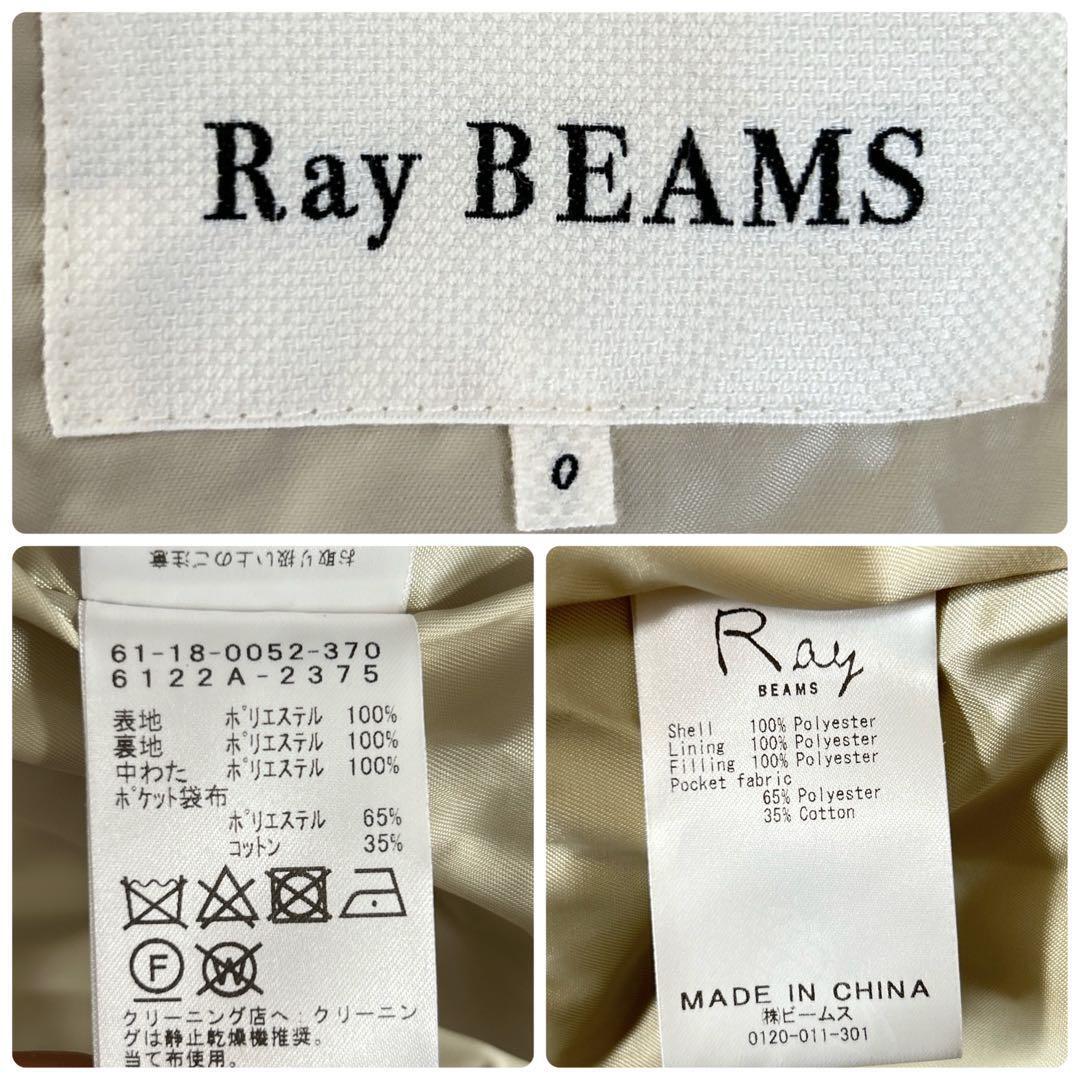 Ray BEAMS
0
お取り扱い上のご注意
61-18-0052-370
6122A-2375
表地 ポリエステル 100%
裏地 ポリエステル 100%
中わた ポリエステル 100%
ポケット袋布
ポリエステル 65%
コットン 35%
F
W
クリーニング店へ:クリーニン
グは静止乾燥機推奨。
当て布使用。
Ray
BEAMS
Shell 100% Polyester
Lining 100% Polyester
Filling 100% Polyester
Pocket fabric
65% Polyester
35% Cotton
MADE IN CHINA
㈱ビームス
0120-011-301